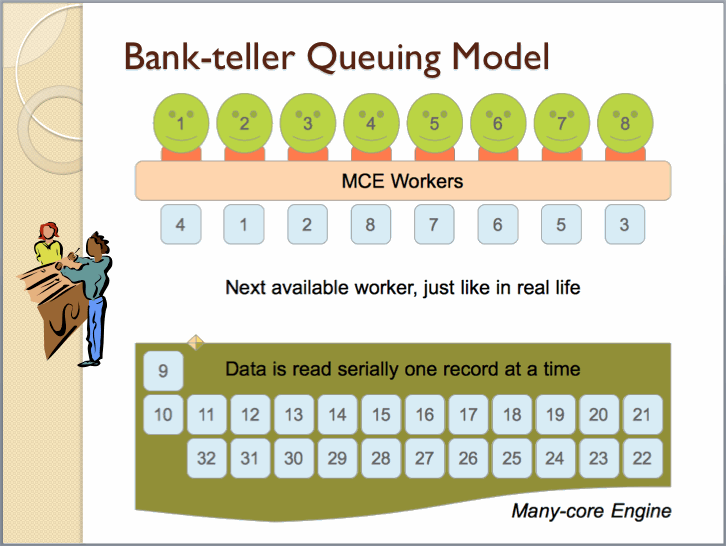 Bank-teller Queuing Model
1 2 3 4 5 6 7 8
MCE Workers
4 1 2 8 7 6 5 3
Next available worker, just like in real life
9 Data is read serially one record at a time
10 11 12 13 14 15 16 17 18 19 20 21
32 31 30 29 28 27 26 25 24 23 22
Many-core Engine